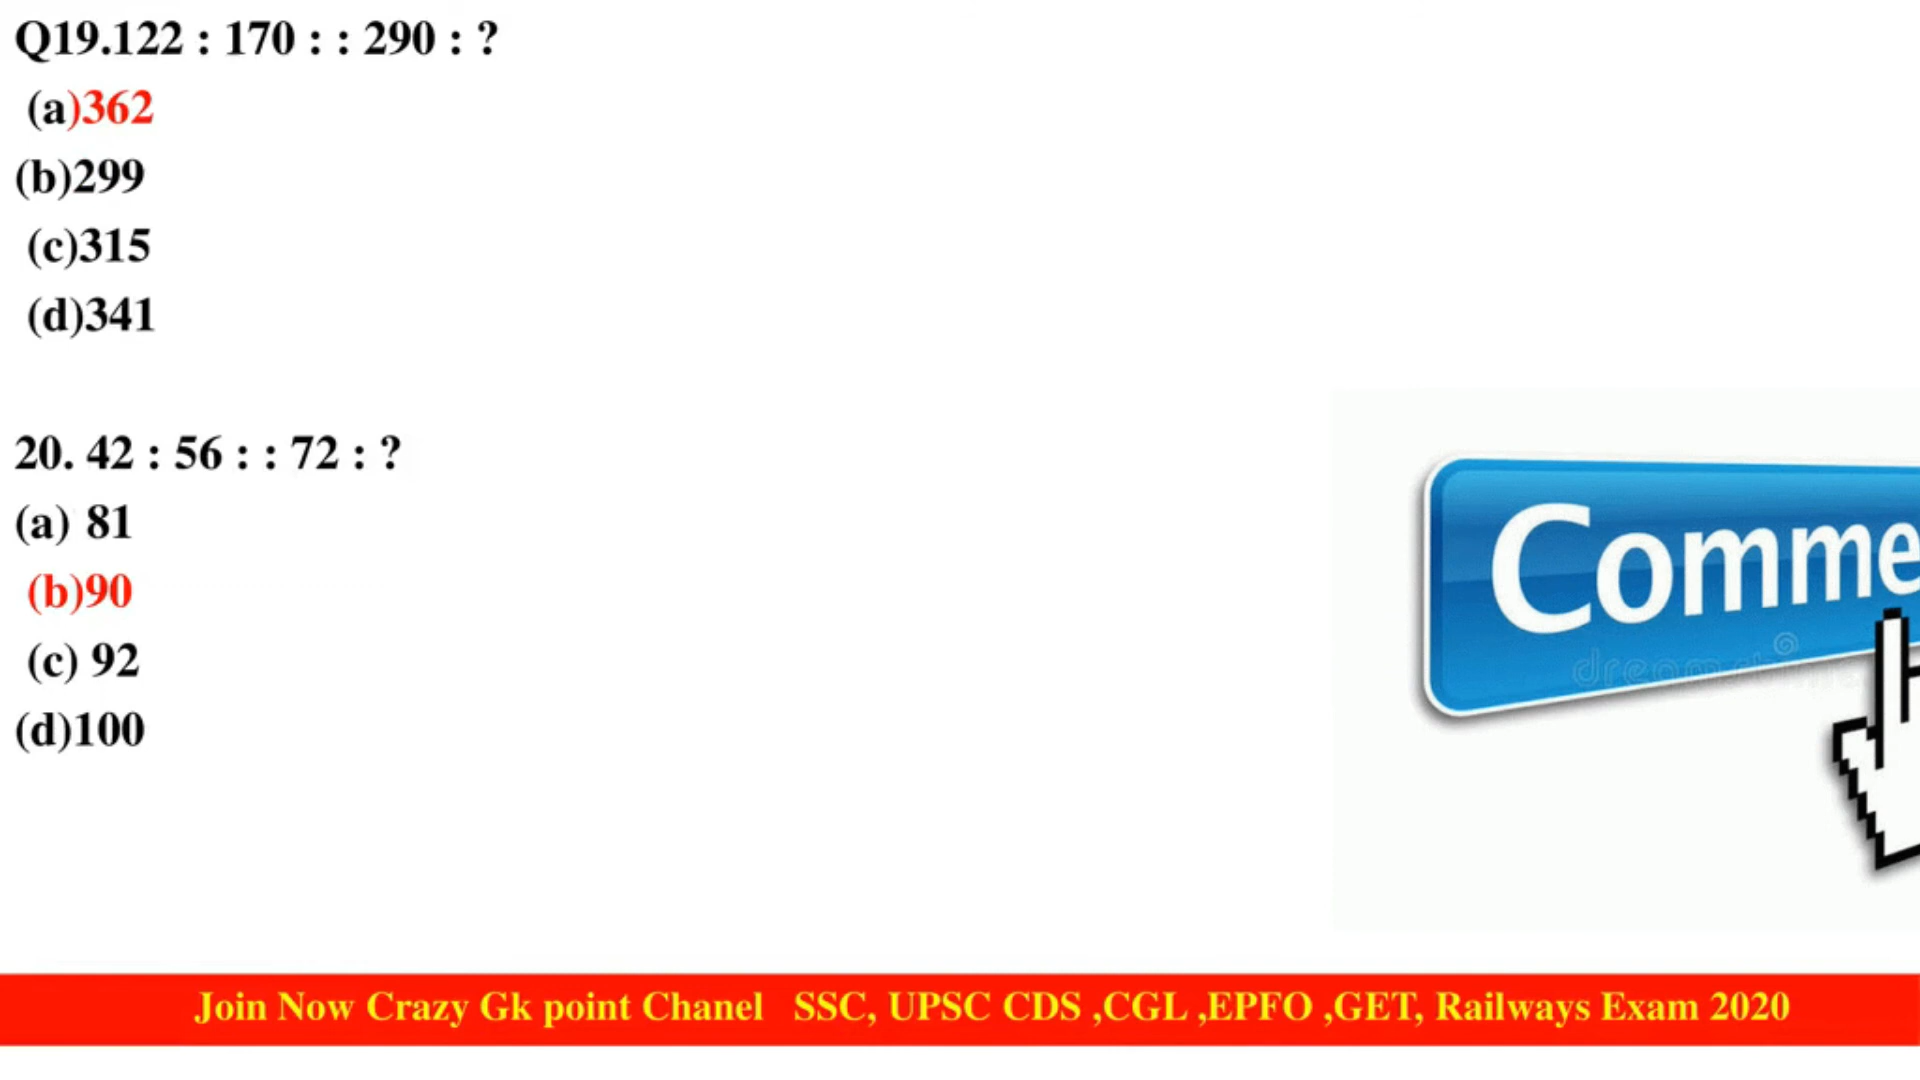 Q19.122 : 170 : : 290 : ?
(a)362
(b)299
(c)315
(d)341
20. 42 : 56 : : 72 : ?
(a) 81
(b)90
(c) 92
(d)100
Comme
Join Now Crazy Gk point Chanel SSC, UPSC CDS ,CGL ,EPFO ,GET, Railways Exam 2020